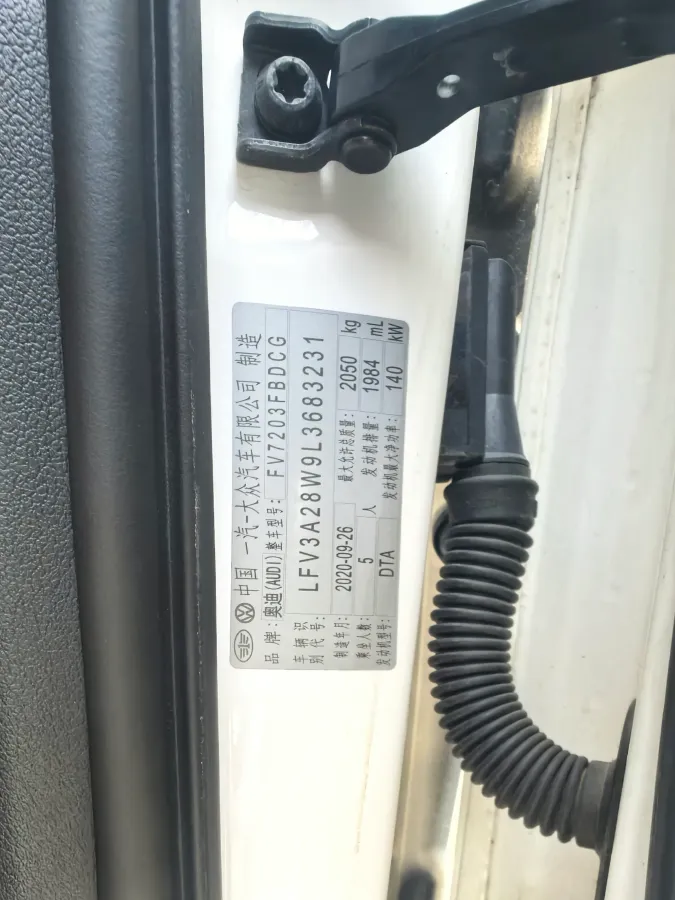 中国 一汽-大众汽车有限公司 制造
品牌: 奥迪(AUDI) 整车型号: FV7203FBDCG
车辆识别代号: LFV3A28W9L3683231
制造年月: 2020-09-26 最大允许总质量: 2050 kg
乘坐人数: 5 人 发动机排量: 1984 mL
发动机型号: DTA 发动机最大净功率: 140 kW